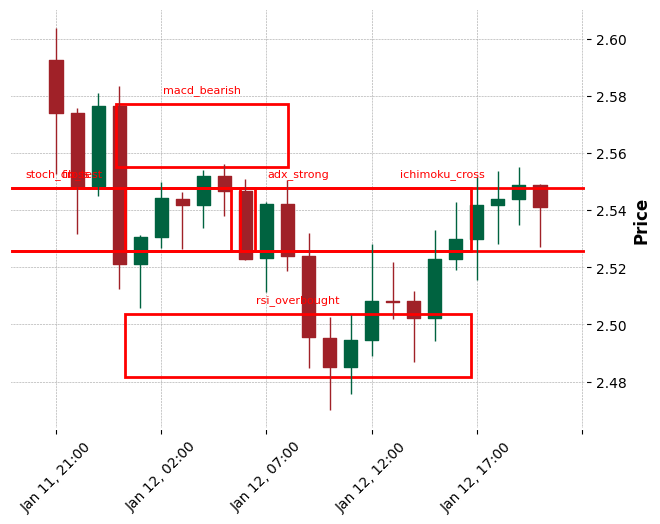 2.60
2.58
macd_bearish
2.56
adx_strong
ichimoku_cross
2.54
Price
2.52
rsi_overbought
2.50
2.48
Jan 11, 21:00
Jan 12, 02:00
Jan 12, 07:00
Jan 12, 12:00
Jan 12, 17:00